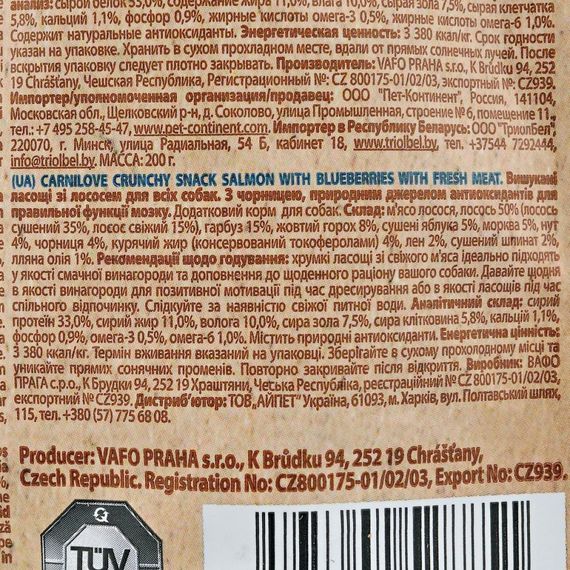 анализ: сырой белок 33,0%, содержание жира 11,0%, влага 10,0%, сырая зола 7,5%, сырая клетчатка
5,8%, кальций 1,1%, фосфор 0,9%, жирные кислоты омега-3 0,5%, жирные кислоты омега-6 1,0%.
Содержит натуральные антиоксиданты. Энергетическая ценность: 3 380 ккал/кг. Срок годности
указан на упаковке. Хранить в сухом прохладном месте, вдали от прямых солнечных лучей. После
вскрытия упаковку следует плотно закрывать. Производитель: VAFO PRAHA s.r.o., K Brůdku 94, 252
19 Chrášťany, Чешская Республика, Регистрационный №: CZ 800175-01/02/03, экспортный №: CZ939.
Импортер/уполномоченная организация/продавец: ООО "Пет-Континент", Россия, 141104,
Московская обл., Щелковский р-н, д. Соколово, улица Промышленная, строение №6, помещение 11.,
тел.: +7 495 258-45-47, www.pet-continent.com. Импортер в Республику Беларусь: ООО "ТриолБел",
220070, г. Минск, улица Радиальная, 54 Б, кабинет 18, www.triolbel.by, тел. +37544 7292444,
info@triolbel.by. МАССА: 200 г.
(UA) CARNILOVE CRUNCHY SNACK SALMON WITH BLUEBERRIES WITH FRESH MEAT. Вишукані
ласощі зі лососем для всіх собак. З чорницею, природним джерелом антиоксидантів для
правильної функції мозку. Додатковий корм для собак. Склад: м'ясо лосося, лосось 50% (лосось
сушений 35%, лосось свіжий 15%), гарбуз 15%, жовтий горох 8%, сушені яблука 5%, морква 5%, нут
4%, чорниця 4%, курячий жир (консервований токоферолами) 4%, лен 2%, сушений шпинат 2%,
лляна олія 1%. Рекомендації щодо годування: хрумкі ласощі зі свіжого м'яса ідеально підходять
у якості смачної винагороди та доповнення до щоденного раціону вашого собаки. Давайте щодня
в якості винагороди для позитивної мотивації під час дресирування або в якості ласощів під час
спільного відпочинку. Слідкуйте за наявністю свіжої питної води. Аналітичний склад: сирий
протеїн 33,0%, сирий жир 11,0%, волога 10,0%, сира зола 7,5%, сира клітковина 5,8%, кальцій 1,1%,
фосфор 0,9%, омега-3 0,5%, омега-6 1,0%. Містить природні антиоксиданти. Енергетична цінність:
3 380 ккал/кг. Термін вживання вказаний на упаковці. Зберігайте в сухому прохолодному місці та
уникайте прямих сонячних променів. Повторно закривайте після відкриття. Виробник: ВАФО
ПРАГА с.р.о., К Брудки 94, 252 19 Храштяни, Чеська Республіка, реєстраційний № CZ 800175-01/02/03,
експортний № CZ939. Дистриб'ютор: ТОВ „АЙПЕТ" Україна, 61093, м. Харків, вул. Полтавський шлях,
115, тел. +380 (57) 775 68 08.
Producer: VAFO PRAHA s.r.o., K Brůdku 94, 252 19 Chrášťany,
Czech Republic. Registration No: CZ800175-01/02/03, Export No: CZ939.
TÜV